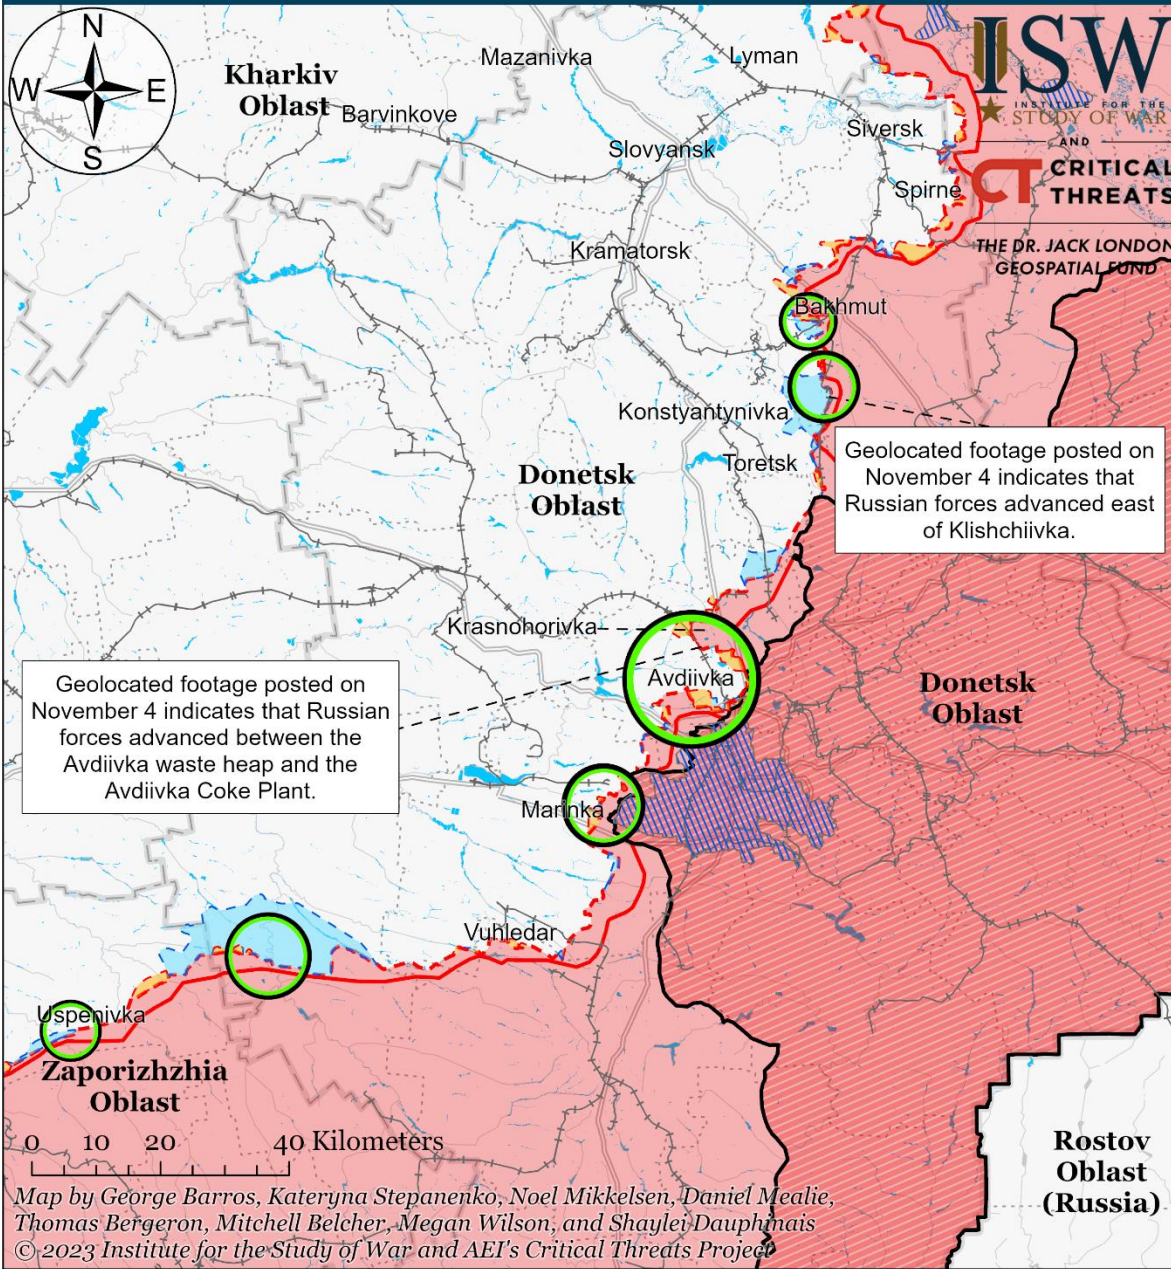 N
W
E
S
Kharkiv
Oblast
Mazanivka
Lyman
Barvinkove
Slovyansk
Siversk
Spirne
Kramatorsk
ISW
INSTITUTE FOR THE
STUDY OF WAR
AND
CT CRITICAL
THREATS
THE DR. JACK LONDON
GEOSPATIAL FUND
Bakhmut
Konstyantynivka
Toretsk
Donetsk
Oblast
Geolocated footage posted on
November 4 indicates that
Russian forces advanced east
of Klishchiivka.
Krasnohorivka
Avdiivka
Geolocated footage posted on
November 4 indicates that Russian
forces advanced between the
Avdiivka waste heap and the
Avdiivka Coke Plant.
Donetsk
Oblast
Marinka
Vuhledar
Uspenivka
Zaporizhzhia
Oblast
0 10 20 40 Kilometers
Rostov
Oblast
(Russia)
Map by George Barros, Kateryna Stepanenko, Noel Mikkelsen, Daniel Mealie,
Thomas Bergeron, Mitchell Belcher, Megan Wilson, and Shaylei Dauphinais
© 2023 Institute for the Study of War and AEI's Critical Threats Project